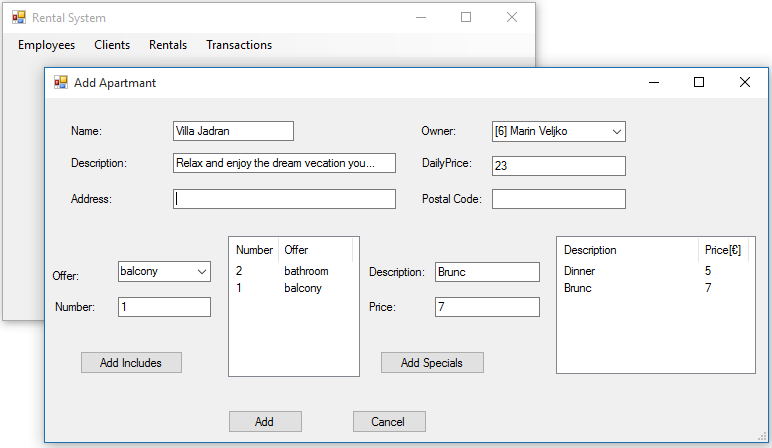 Rental System
Employees Clients Rentals Transactions
Add Apartmant
Name: Villa Jadran Owner: [6] Marin Veljko
Description: Relax and enjoy the dream vecation you... DailyPrice: 23
Address: Postal Code:
Number Offer Description Price[€]
Offer: balcony 2 bathroom Description: Brunc Dinner 5
1 balcony Brunc 7
Number: 1 Price: 7
Add Includes Add Specials
Add Cancel